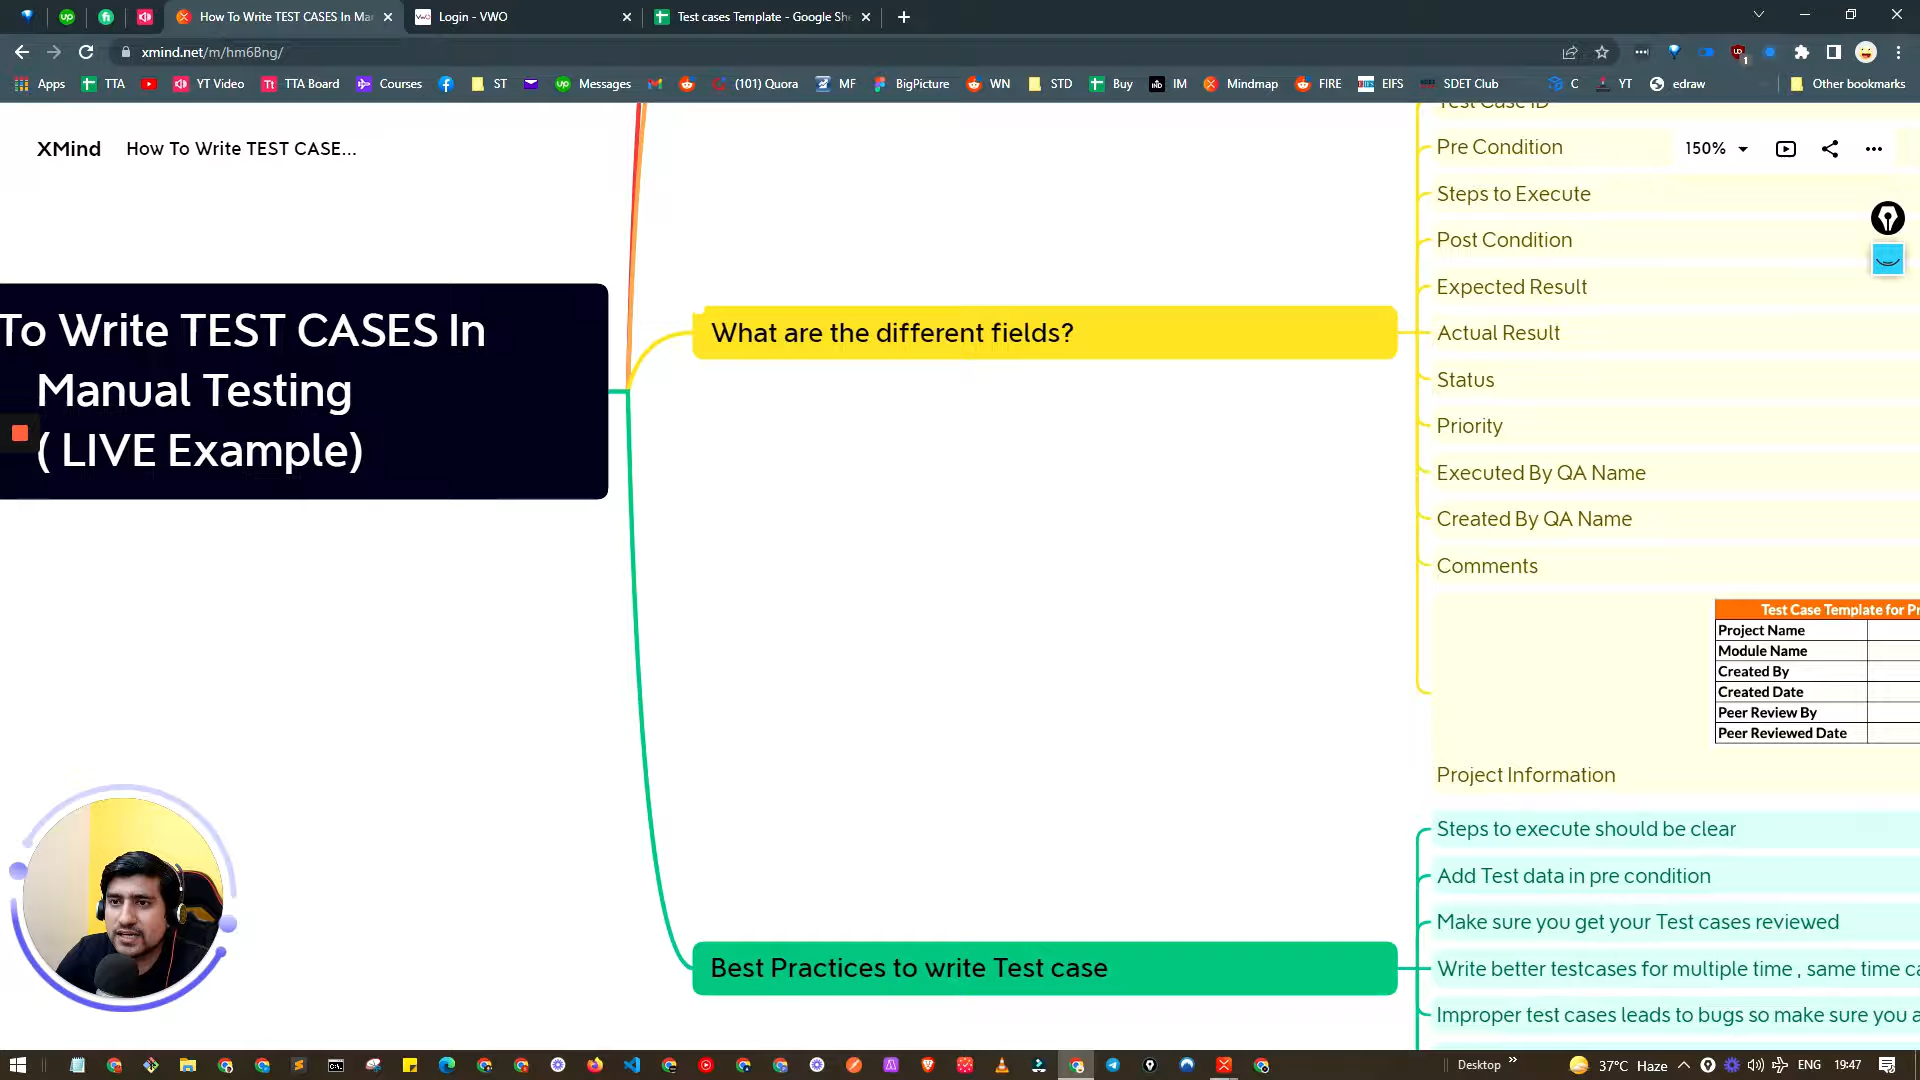 How To Write TEST CASES In Ma
Login - VWO
Test cases Template - Google She
xmind.net/m/hm6Bng/
Apps
TTA
YT Video
TTA Board
Courses
ST
Messages
(101) Quora
MF
BigPicture
WN
STD
Buy
IM
Mindmap
FIRE
EIFS
SDET Club
C
YT
edraw
Other bookmarks
XMind
How To Write TEST CASE...
150%
To Write TEST CASES In
Manual Testing
( LIVE Example)
What are the different fields?
Test Case ID
Pre Condition
Steps to Execute
Post Condition
Expected Result
Actual Result
Status
Priority
Executed By QA Name
Created By QA Name
Comments
Test Case Template for Pr
Project Name
Module Name
Created By
Created Date
Peer Review By
Peer Reviewed Date
Project Information
Best Practices to write Test case
Steps to execute should be clear
Add Test data in pre condition
Make sure you get your Test cases reviewed
Write better testcases for multiple time , same time ca
Improper test cases leads to bugs so make sure you a
Desktop
37°C Haze
ENG
19:47